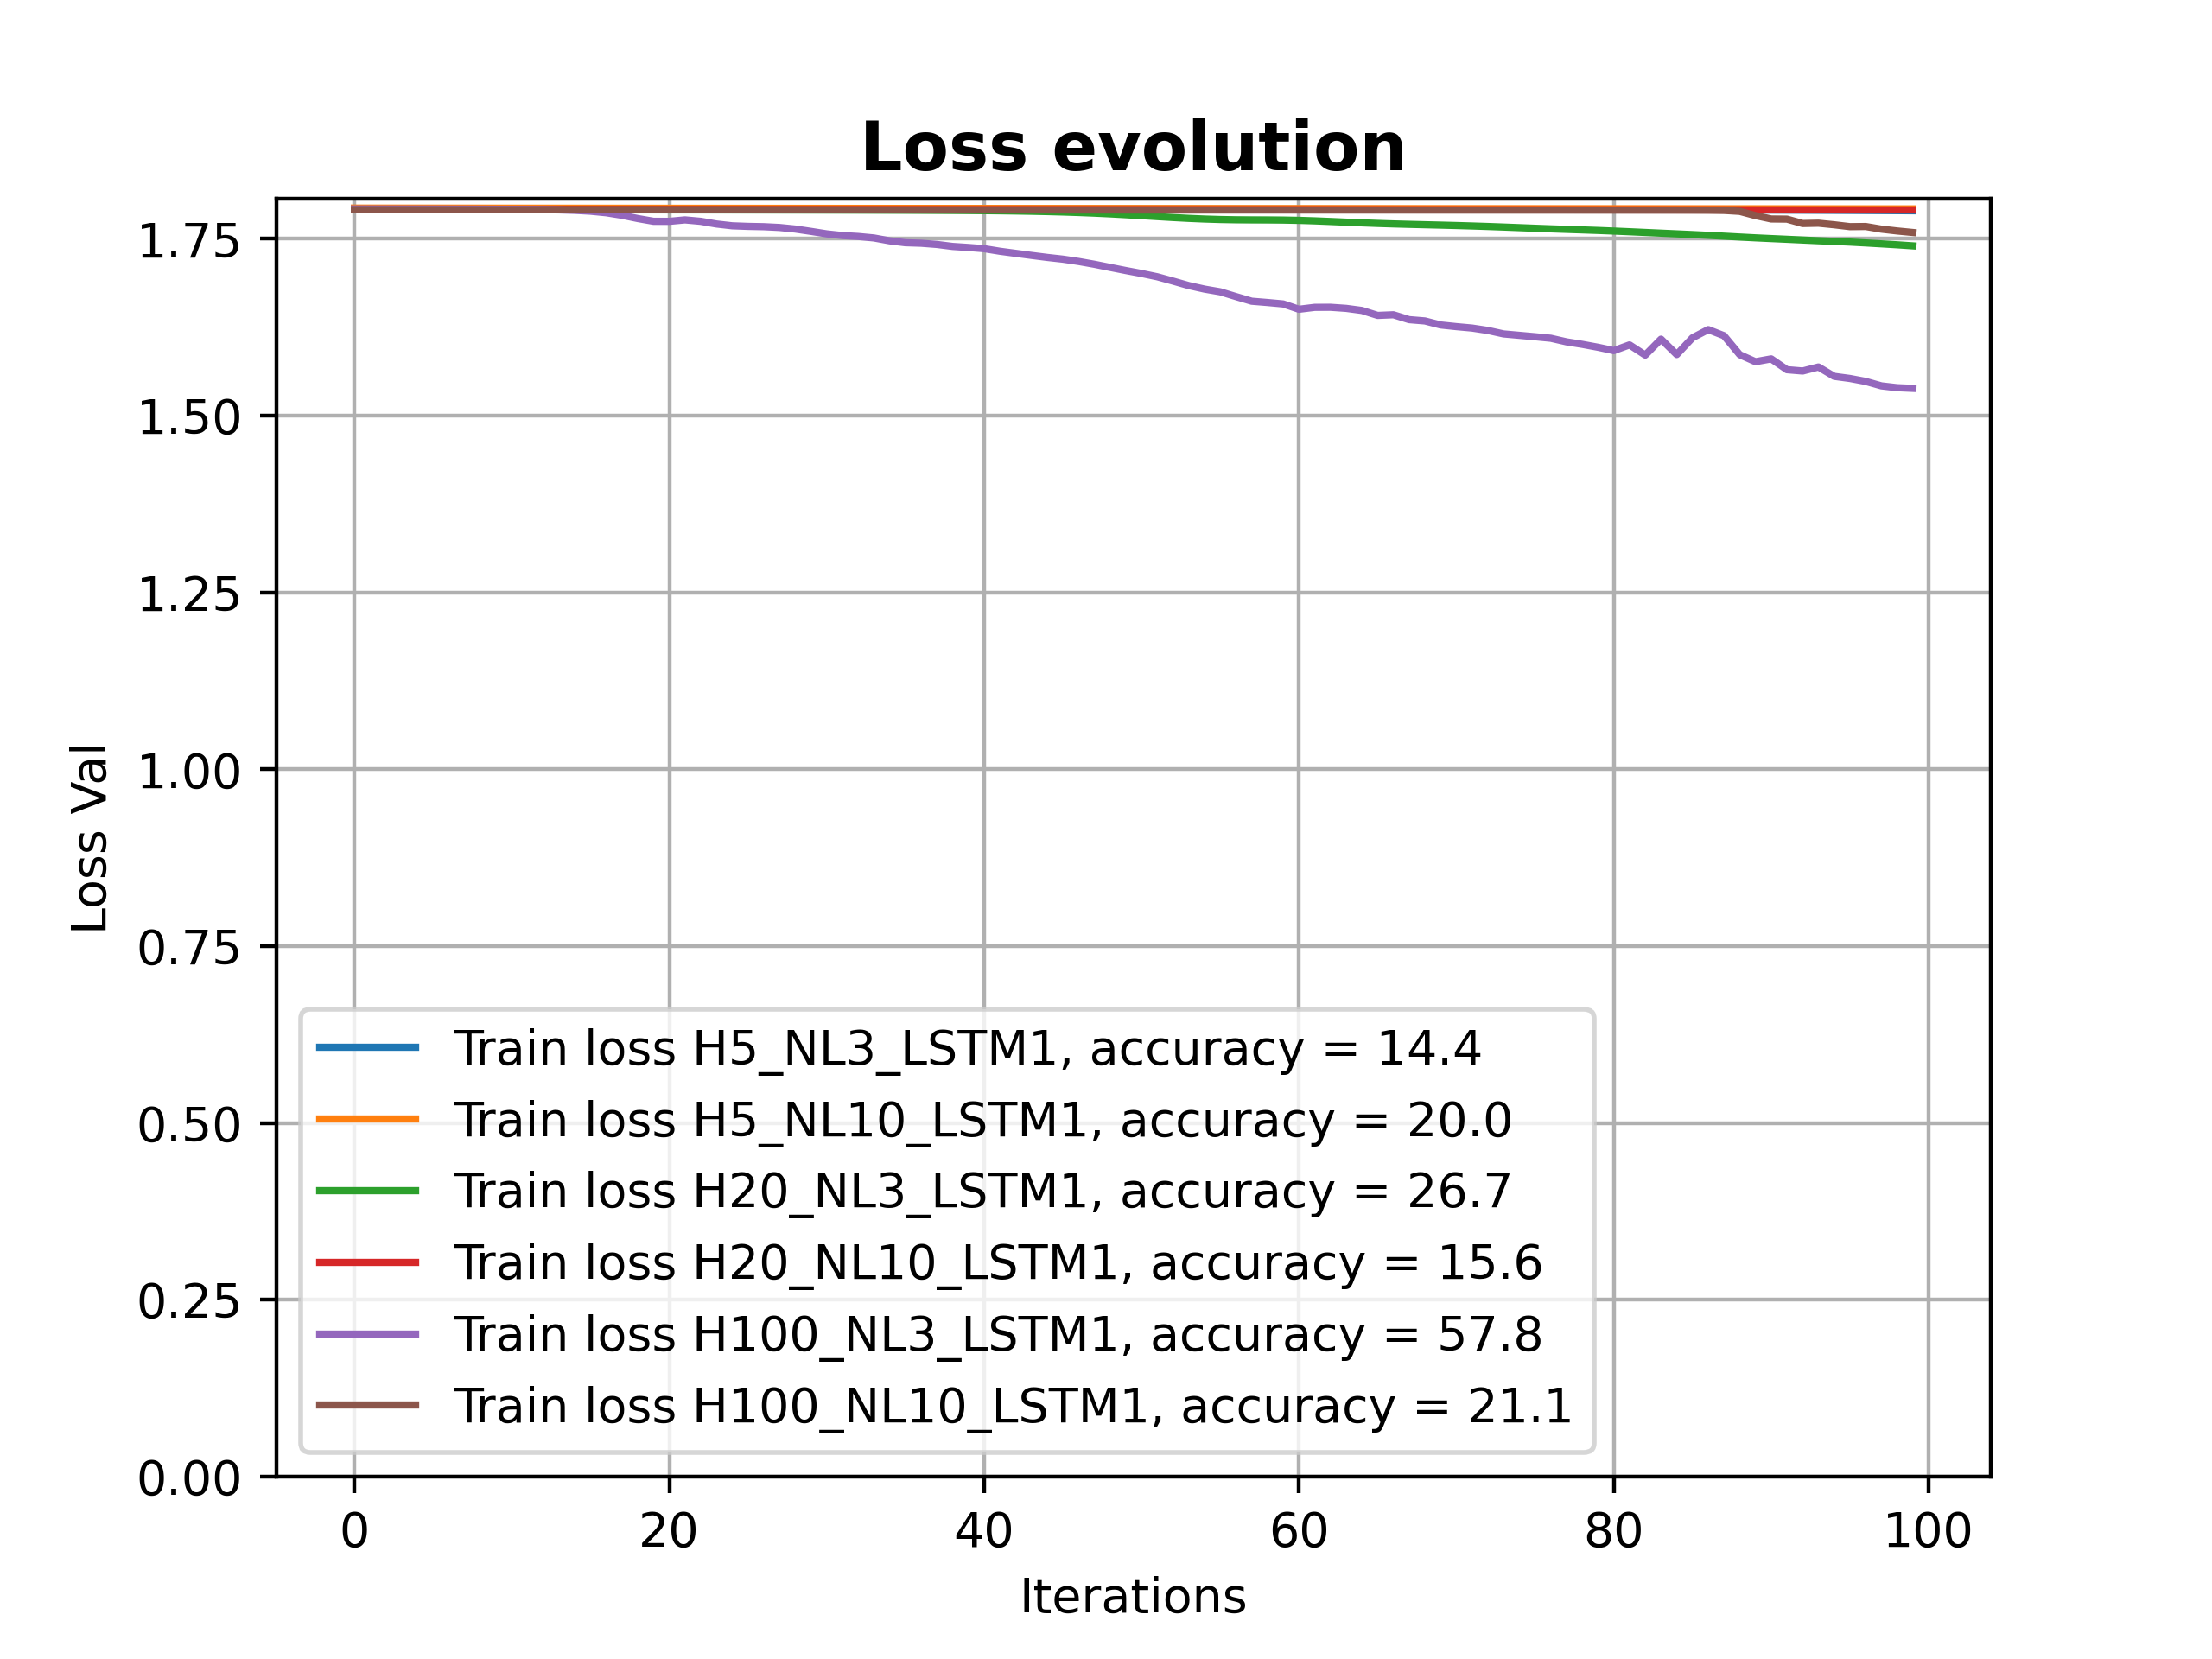 Loss evolution
1.75
1.50
1.25
1.00
0.75
0.50
0.25
0.00
Loss Val
Train loss H5_NL3_LSTM1, accuracy = 14.4
Train loss H5_NL10_LSTM1, accuracy = 20.0
Train loss H20_NL3_LSTM1, accuracy = 26.7
Train loss H20_NL10_LSTM1, accuracy = 15.6
Train loss H100_NL3_LSTM1, accuracy = 57.8
Train loss H100_NL10_LSTM1, accuracy = 21.1
0 20 40 60 80 100
Iterations